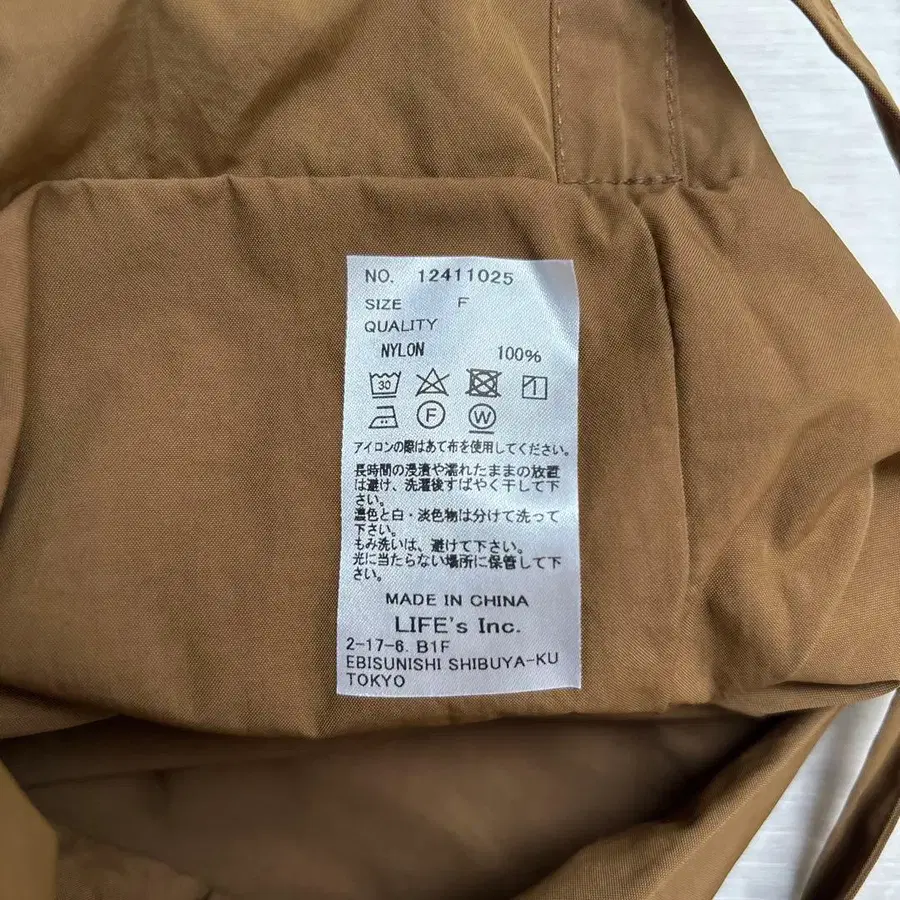 NO. 12411025
SIZE F
QUALITY
NYLON 100%
30
F W
アイロンの際はあて布を使用してください。
長時間の浸漬や濡れたままの放置
は避け、洗濯後すばやく干して下
さい。
濃色と白・淡色物は分けて洗って
下さい。
もみ洗いは、避けて下さい。
光に当たらない場所に保管して下
さい。
MADE IN CHINA
LIFE's Inc.
2-17-6. B1F
EBISUNISHI SHIBUYA-KU
TOKYO